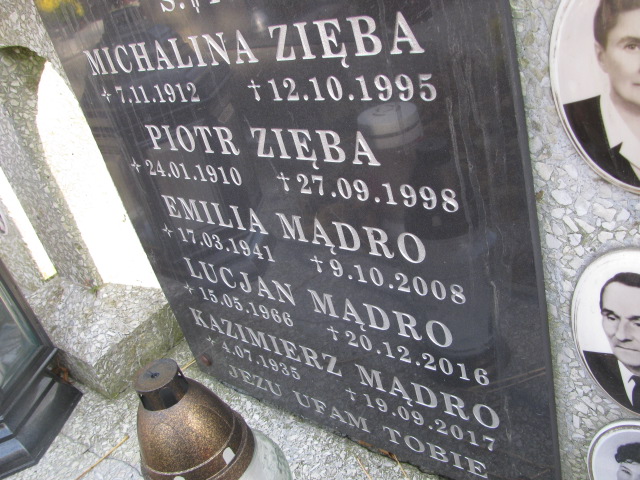 MICHALINA ZIĘBA
+7.11.1912 +12.10.1995
PIOTR ZIĘBA
+24.01.1910 +27.09.1998
EMILIA MĄDRO
+17.03.1941 +9.10.2008
LUCJAN MĄDRO
+15.05.1966 +20.12.2016
KAZIMIERZ MĄDRO
+4.07.1935 +19.09.2017
JEZU UFAM TOBIE